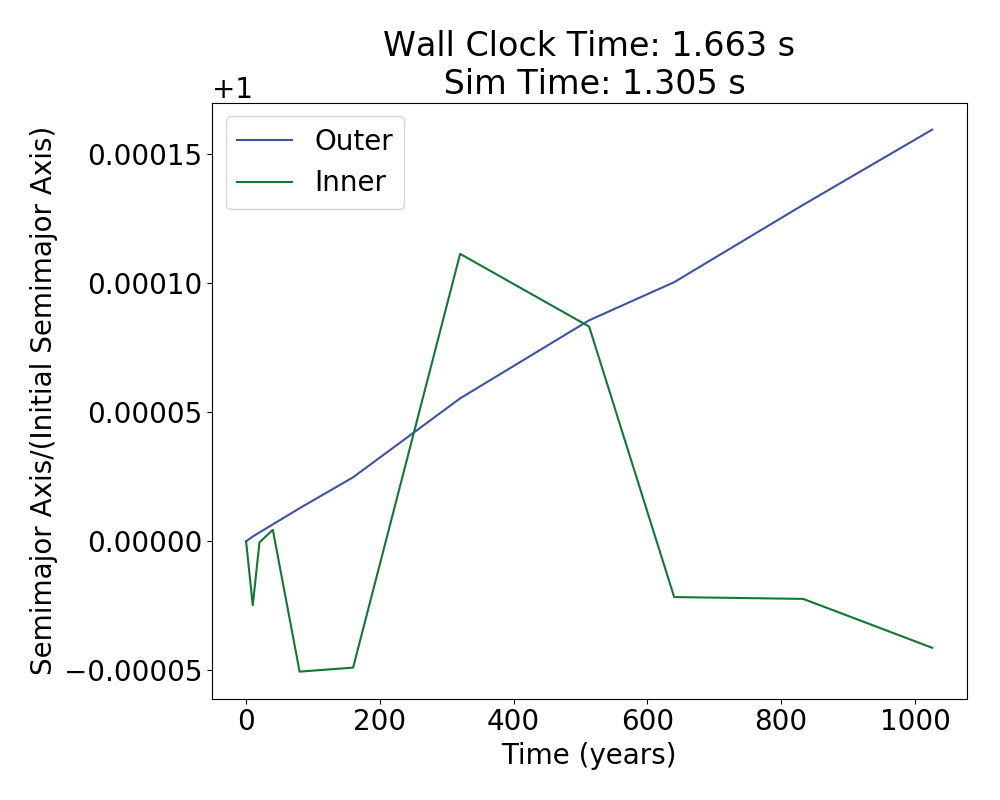 Wall Clock Time: 1.663 s
Sim Time: 1.305 s
+1
Outer
Inner
0.00015
0.00010
0.00005
0.00000
−0.00005
Semimajor Axis/(Initial Semimajor Axis)
0 200 400 600 800 1000
Time (years)